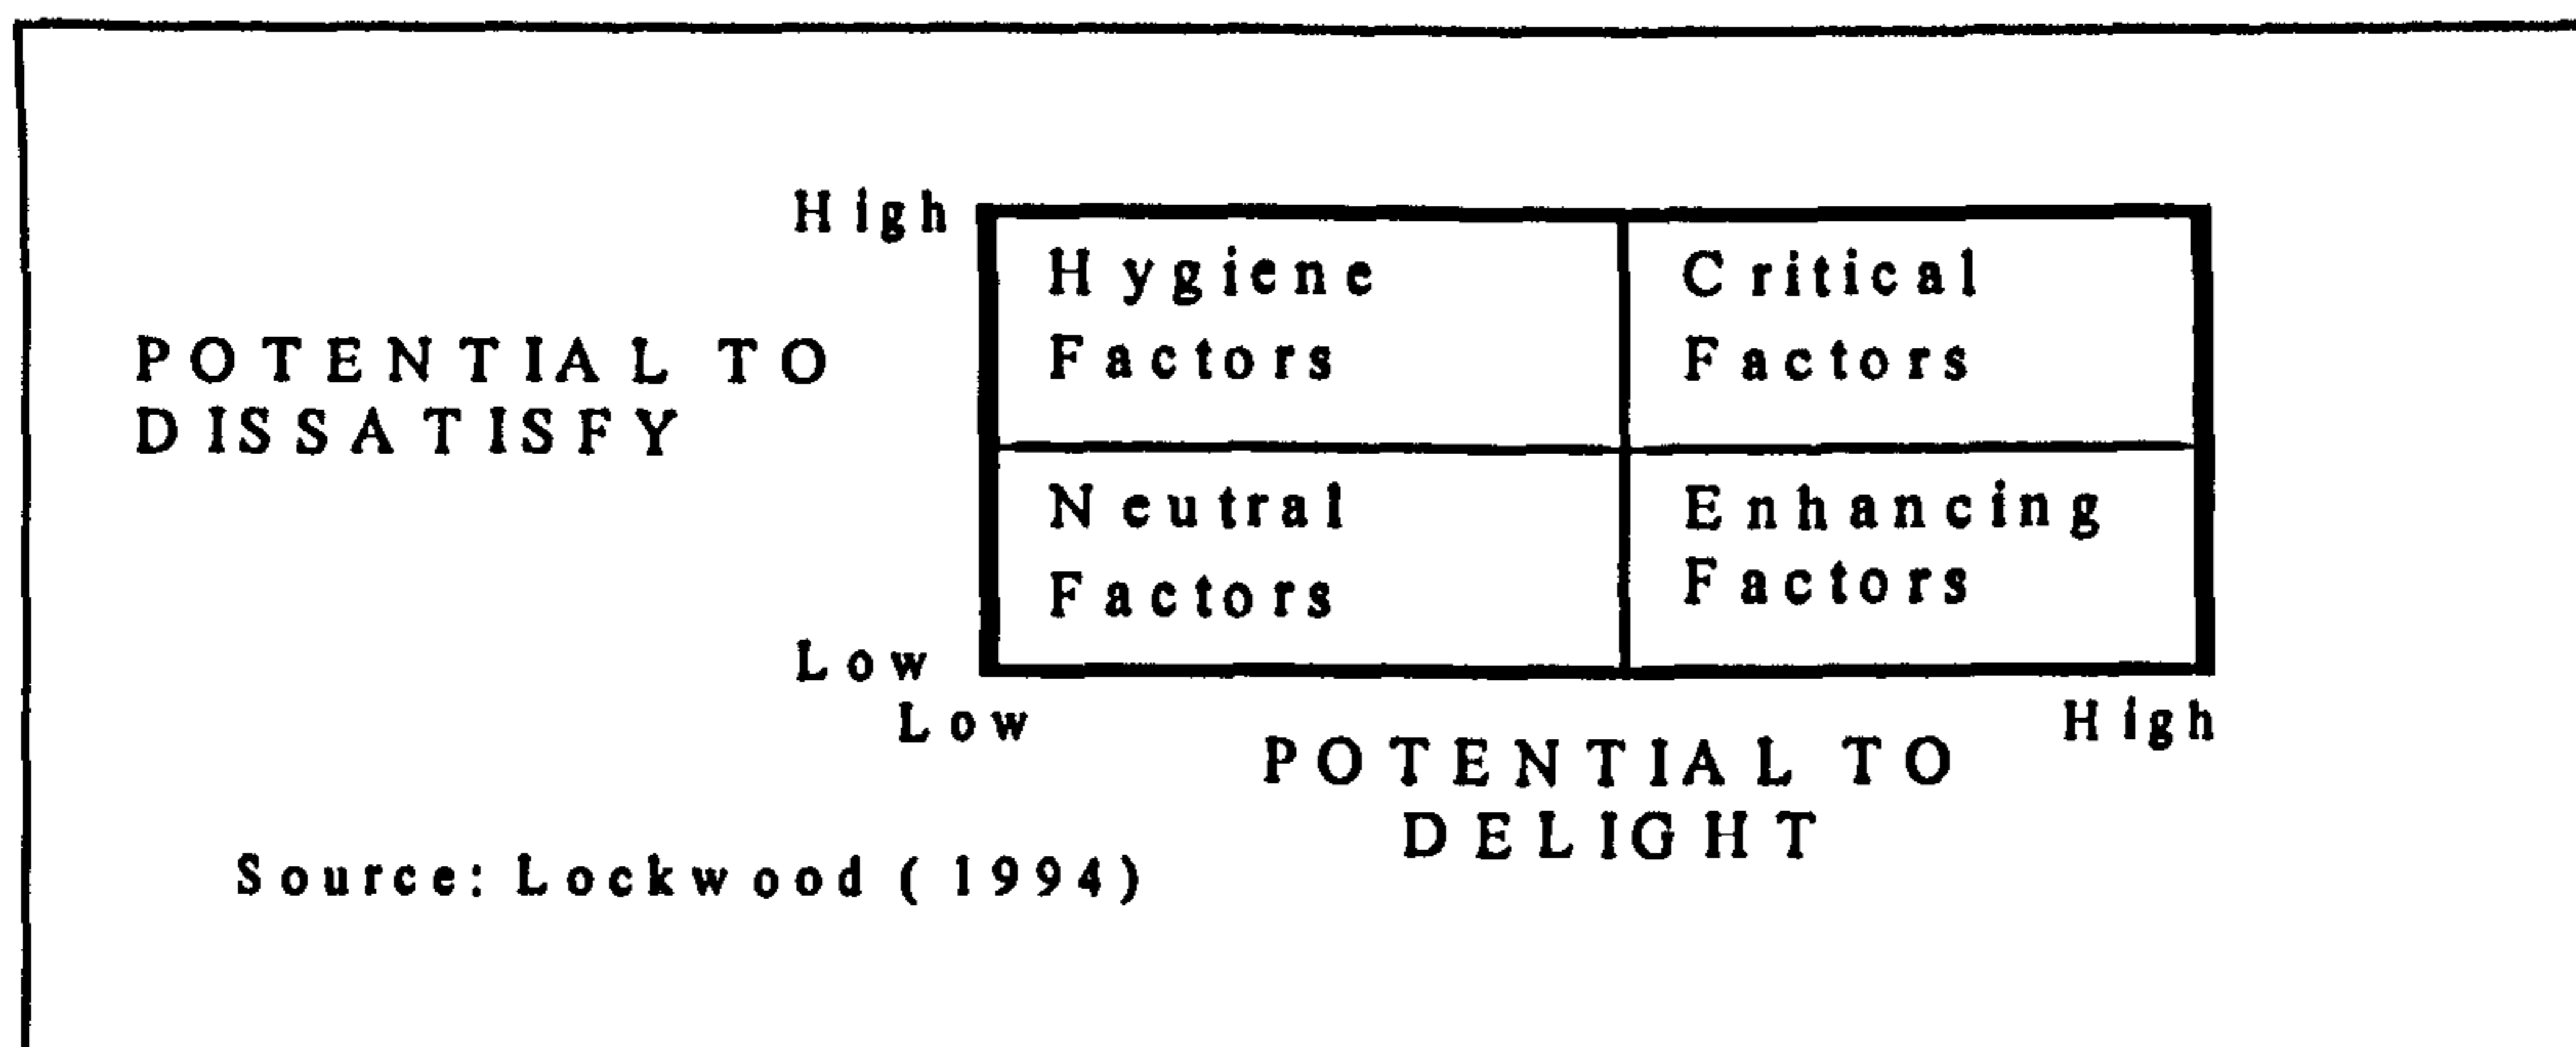 High
Hygiene Critical
Factors Factors
POTENTIAL TO
DISSATISFY
Neutral Enhancing
Factors Factors
Low
Low High
POTENTIAL TO
DELIGHT
Source: Lockwood (1994)